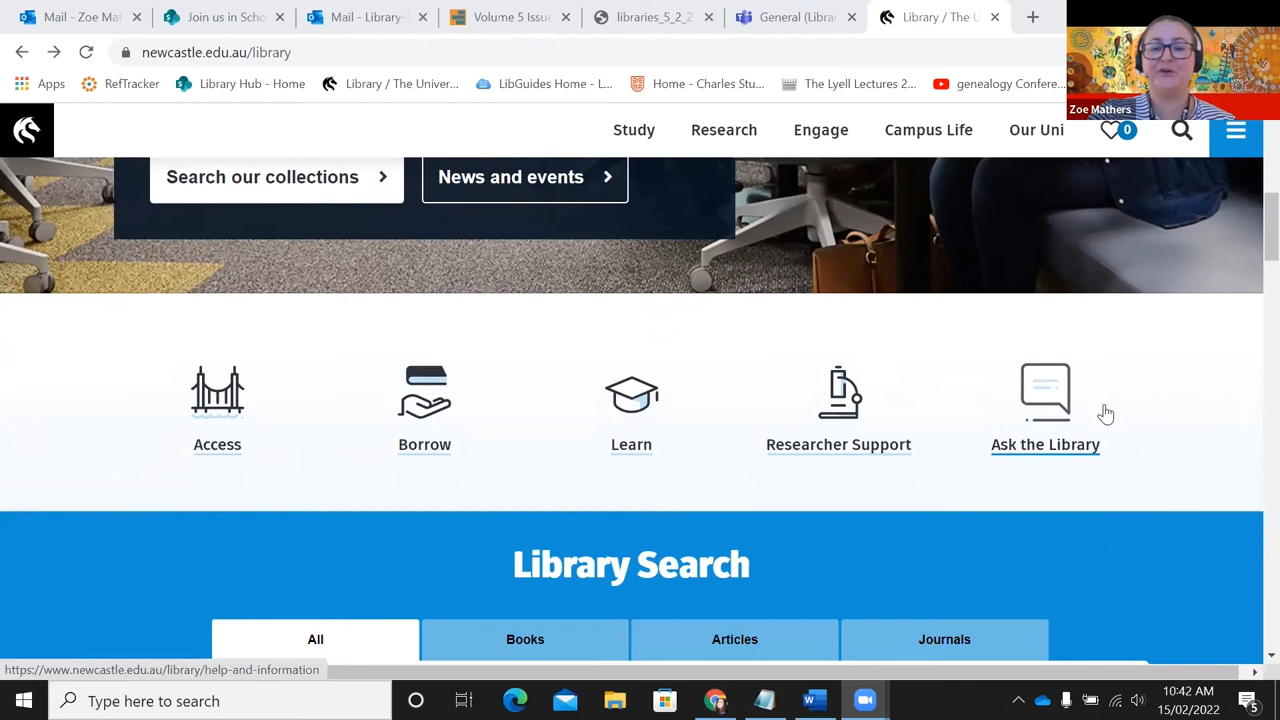 Mail - Zoe Mat
Join us in Scho
Mail - Library-
Volume 5 Issue
libraries_5_2_2
General (Librar
Library / The U
newcastle.edu.au/library
Apps
RefTracker
Library Hub - Home
Library / The Univer...
LibGuides Home - L...
Home - Charles Stu...
The Lyell Lectures 2...
genealogy Confere...
Zoe Mathers
Study
Research
Engage
Campus Life
Our Uni
0
Search our collections
News and events
Access
Borrow
Learn
Researcher Support
Ask the Library
Library Search
All
Books
Articles
Journals
https://www.newcastle.edu.au/library/help-and-information
Type here to search
10:42 AM
15/02/2022
5